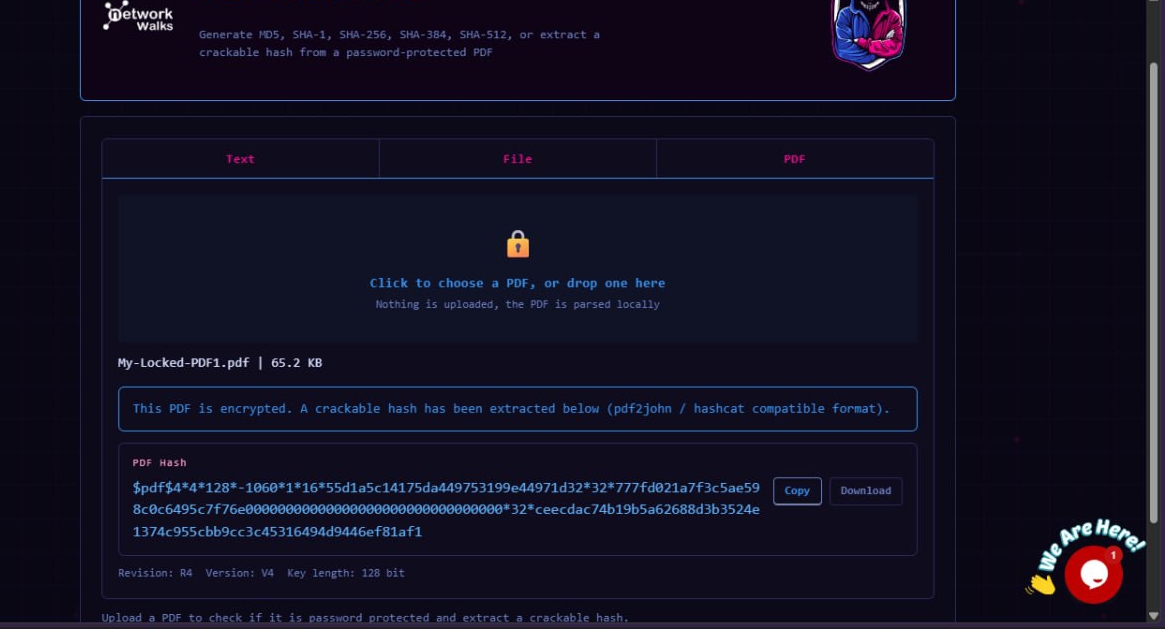 network
walks
Generate MD5, SHA-1, SHA-256, SHA-384, SHA-512, or extract a
crackable hash from a password-protected PDF
Text File PDF
Click to choose a PDF, or drop one here
Nothing is uploaded, the PDF is parsed locally
My-Locked-PDF1.pdf | 65.2 KB
This PDF is encrypted. A crackable hash has been extracted below (pdf2john / hashcat compatible format).
PDF Hash
$pdf$4*4*128*-1060*1*16*55d1a5c14175da449753199e44971d32*32*777fd021a7f3c5ae59
8c0c6495c7f76e00000000000000000000000000000000*32*ceecdac74b19b5a62688d3b3524e
1374c955cbb9cc3c45316494d9446ef81af1
Copy Download
Revision: R4 Version: V4 Key length: 128 bit
Upload a PDF to check if it is password protected and extract a crackable hash.
We Are Here!
1